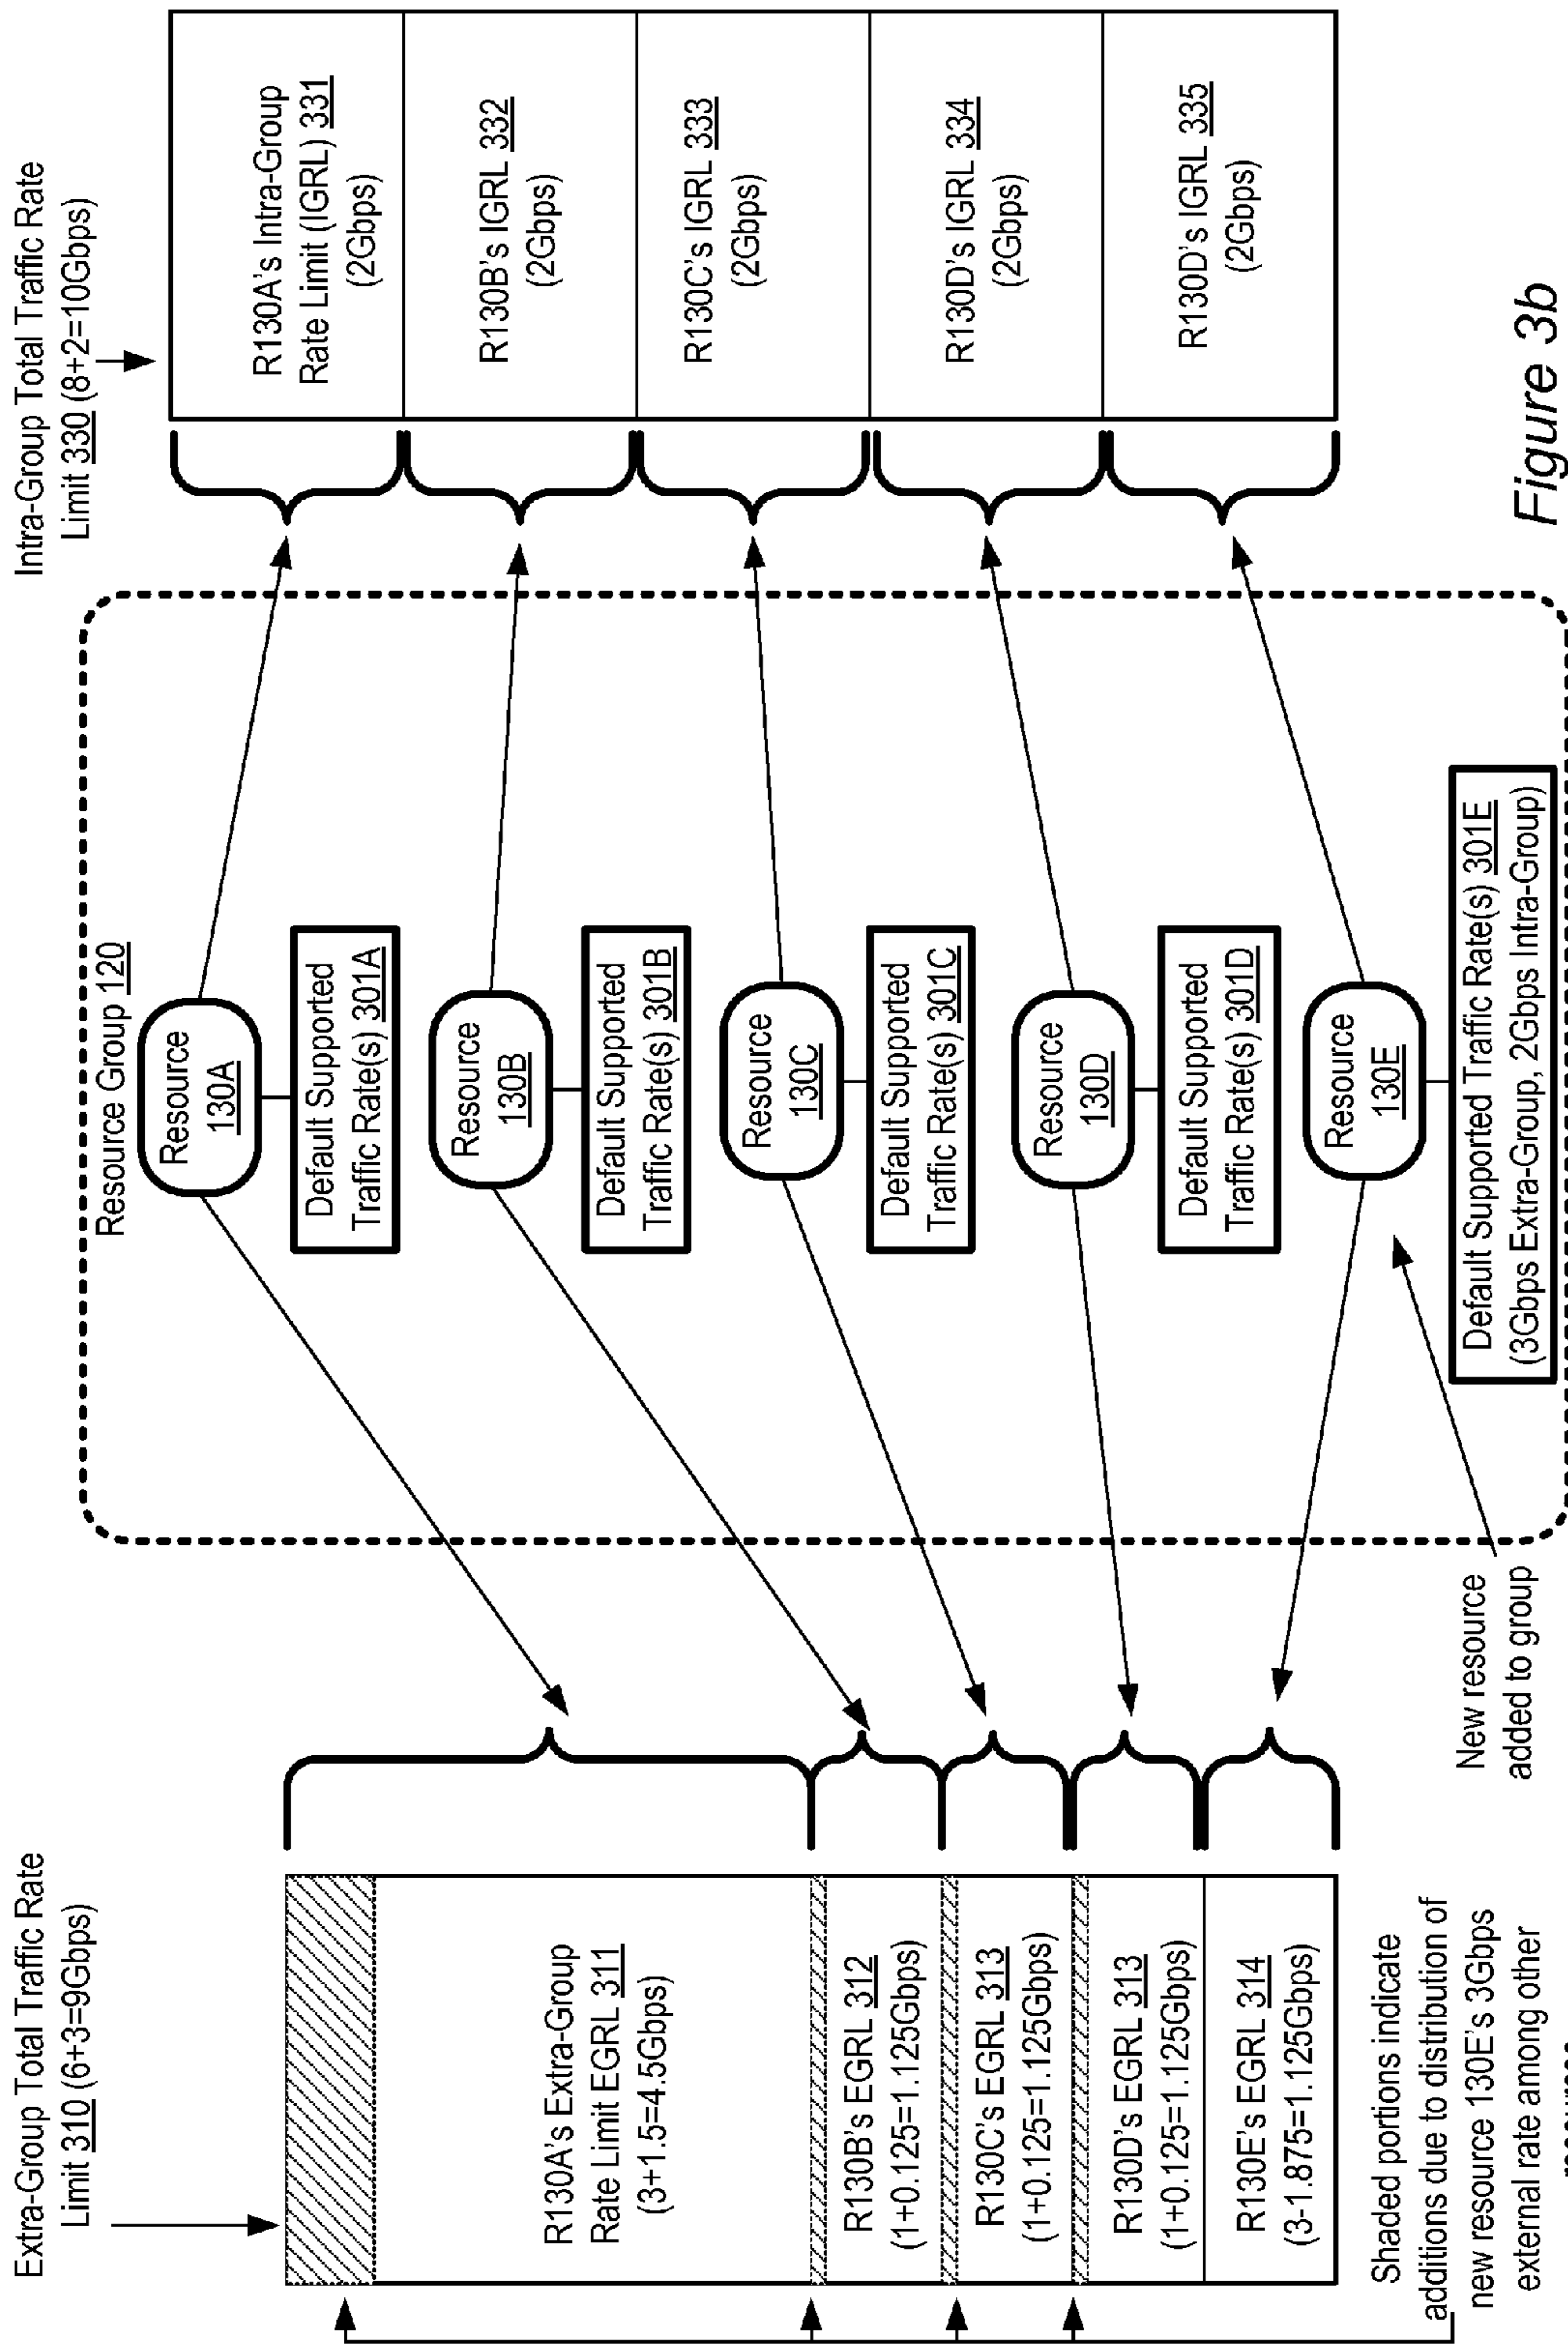 Extra-Group Total Traffic Rate
Limit 310 (6+3=9Gbps)
R130A's Extra-Group
Rate Limit EGRL 311
(3+1.5=4.5Gbps)
R130B's EGRL 312
(1+0.125=1.125Gbps)
R130C's EGRL 313
(1+0.125=1.125Gbps)
R130D's EGRL 313
(1+0.125=1.125Gbps)
R130E's EGRL 314
(3-1.875=1.125Gbps)
Shaded portions indicate
additions due to distribution of
new resource 130E's 3Gbps
external rate among other
New resource
added to group
Resource Group 120
Resource
130A
Default Supported
Traffic Rate(s) 301A
Resource
130B
Default Supported
Traffic Rate(s) 301B
Resource
130C
Default Supported
Traffic Rate(s) 301C
Resource
130D
Default Supported
Traffic Rate(s) 301D
Resource
130E
Default Supported Traffic Rate(s) 301E
(3Gbps Extra-Group, 2Gbps Intra-Group)
Intra-Group Total Traffic Rate
Limit 330 (8+2=10Gbps)
R130A's Intra-Group
Rate Limit (IGRL) 331
(2Gbps)
R130B's IGRL 332
(2Gbps)
R130C's IGRL 333
(2Gbps)
R130D's IGRL 334
(2Gbps)
R130D's IGRL 335
(2Gbps)
Figure 3b